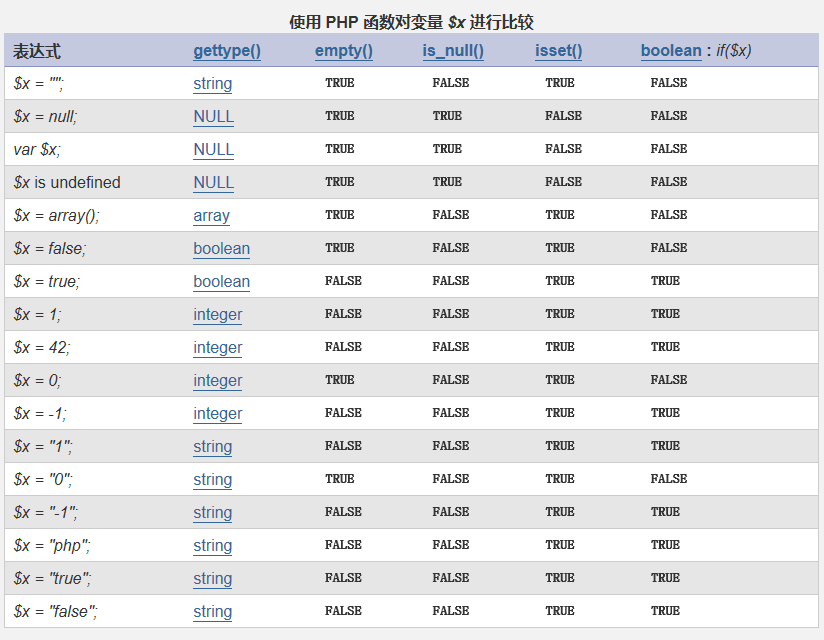 使用 PHP 函数对变量 $x 进行比较
表达式 gettype() empty() is_null() isset() boolean : if($x)
$x = ""; string TRUE FALSE TRUE FALSE
$x = null; NULL TRUE TRUE FALSE FALSE
var $x; NULL TRUE TRUE FALSE FALSE
$x is undefined NULL TRUE TRUE FALSE FALSE
$x = array(); array TRUE FALSE TRUE FALSE
$x = false; boolean TRUE FALSE TRUE FALSE
$x = true; boolean FALSE FALSE TRUE TRUE
$x = 1; integer FALSE FALSE TRUE TRUE
$x = 42; integer FALSE FALSE TRUE TRUE
$x = 0; integer TRUE FALSE TRUE FALSE
$x = -1; integer FALSE FALSE TRUE TRUE
$x = "1"; string FALSE FALSE TRUE TRUE
$x = "0"; string TRUE FALSE TRUE FALSE
$x = "-1"; string FALSE FALSE TRUE TRUE
$x = "php"; string FALSE FALSE TRUE TRUE
$x = "true"; string FALSE FALSE TRUE TRUE
$x = "false"; string FALSE FALSE TRUE TRUE